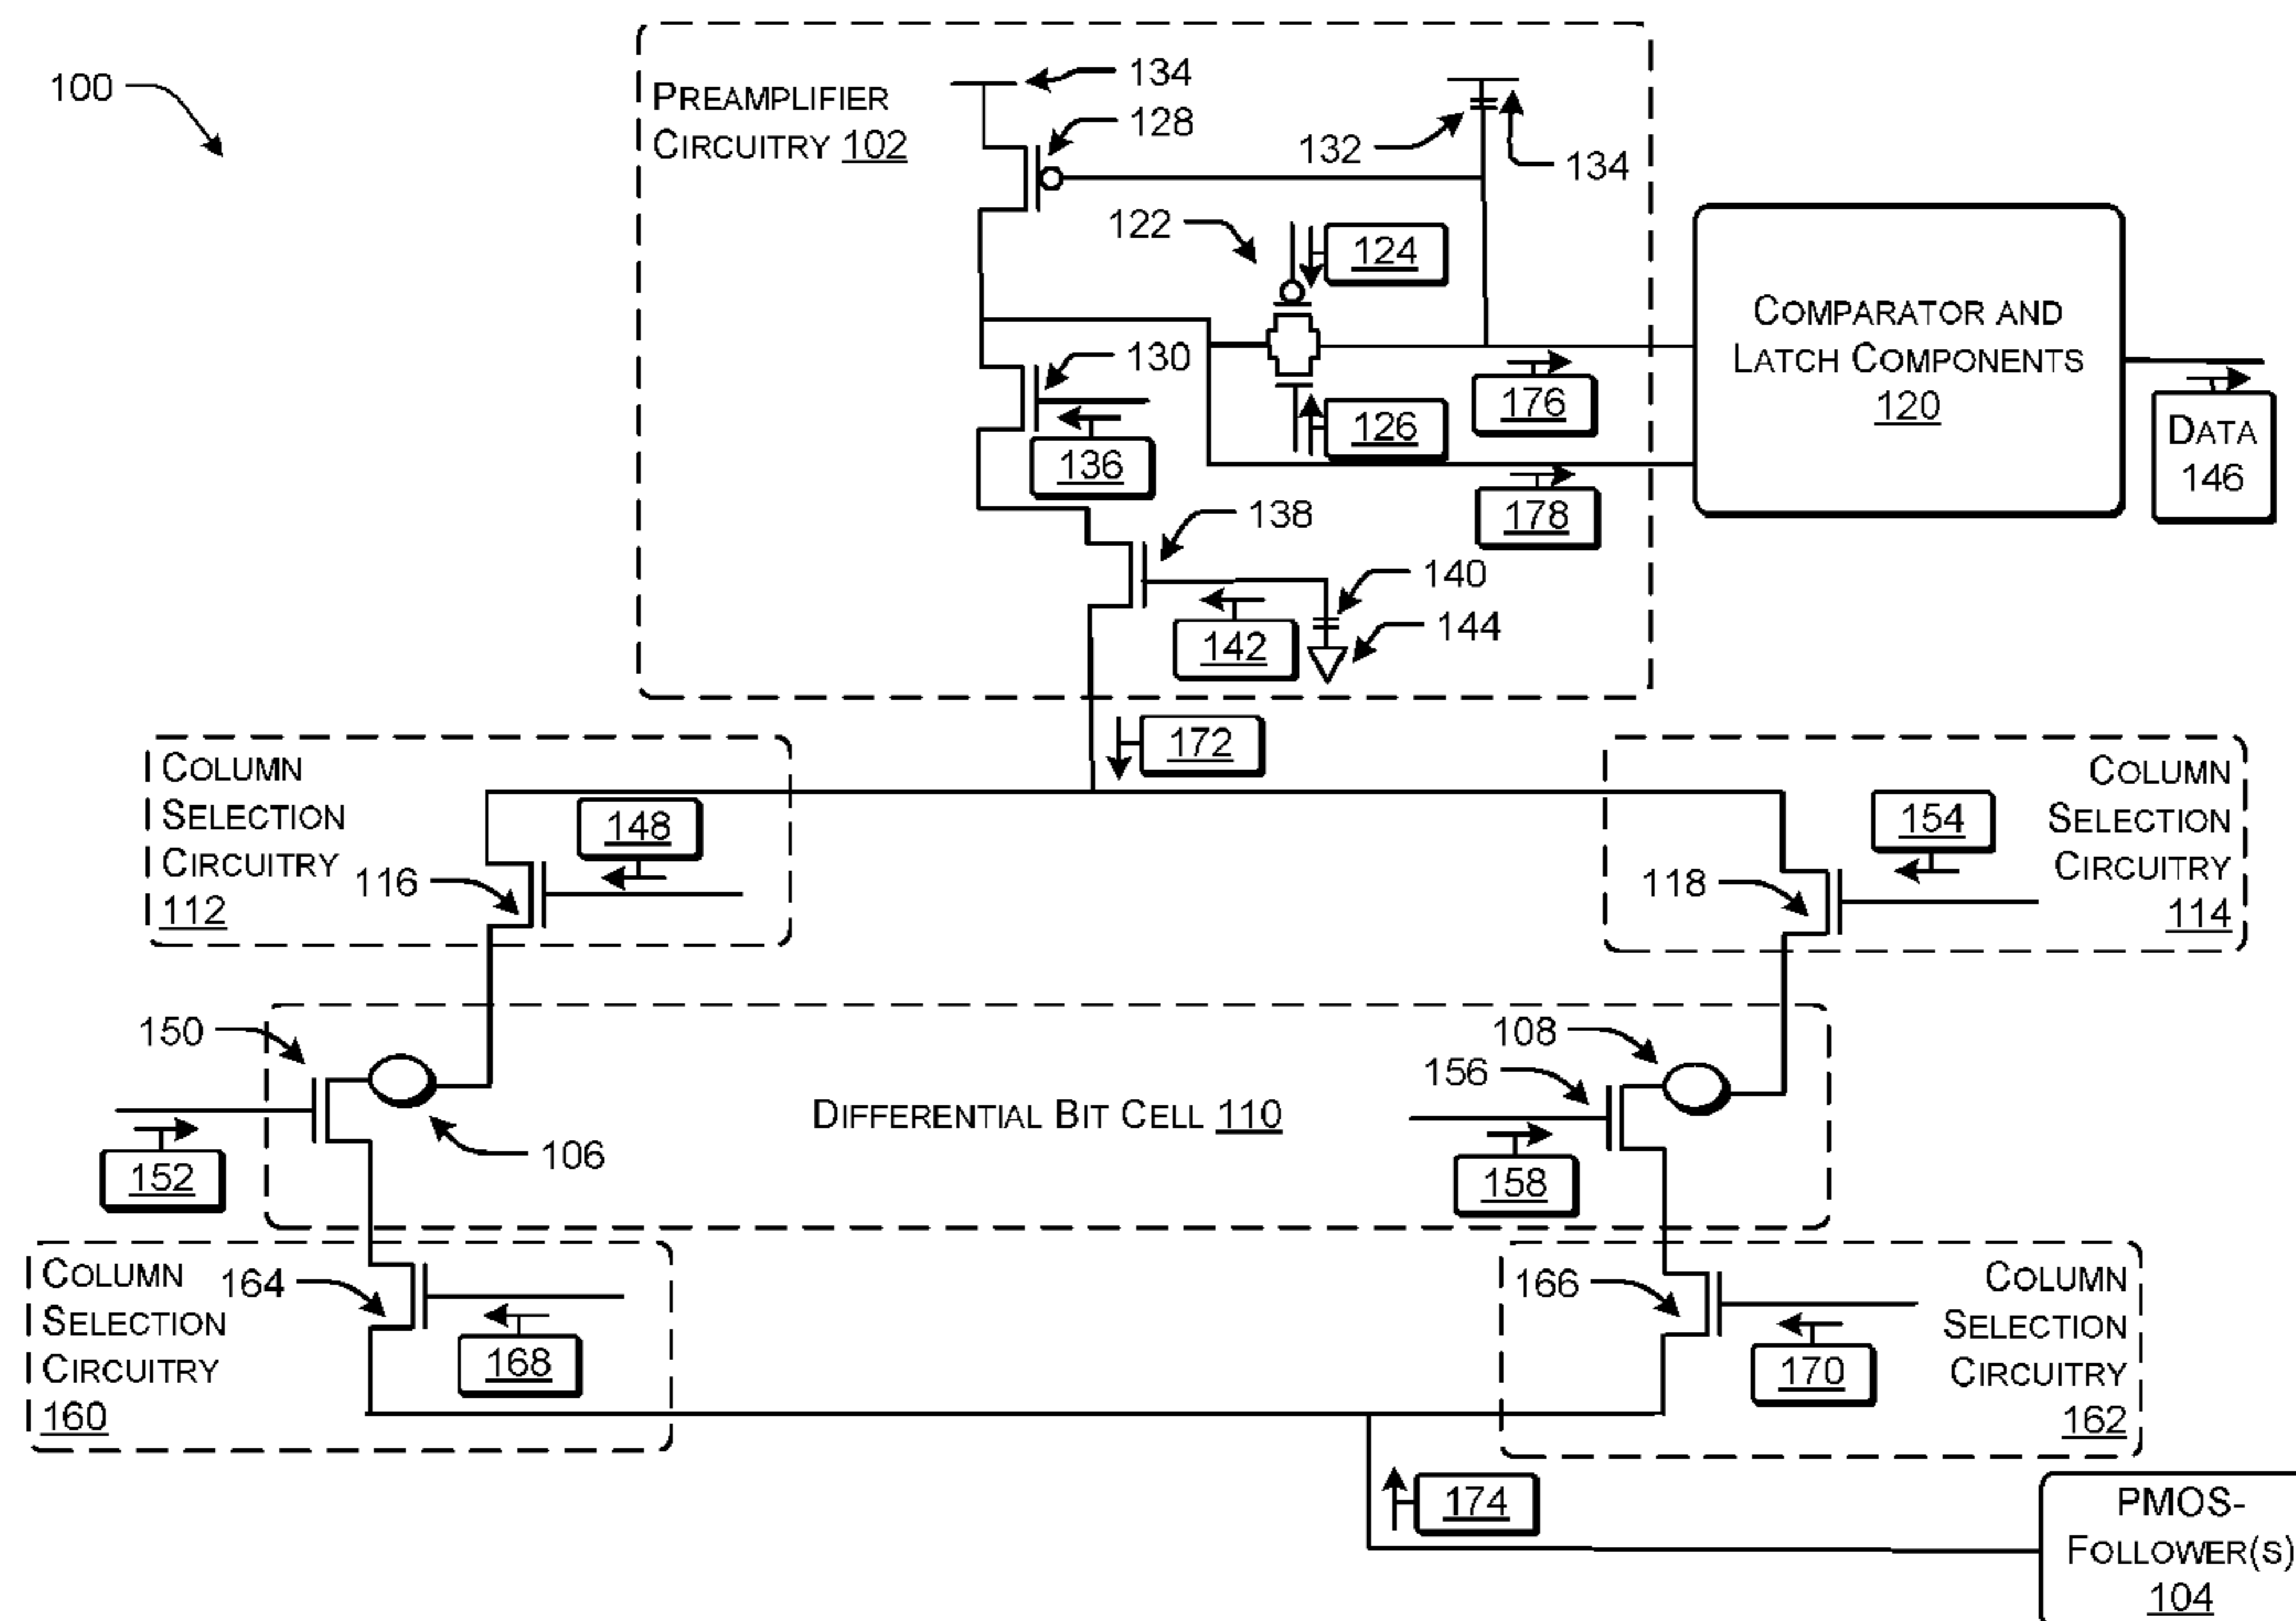 100
PREAMPLIFIER
CIRCUITRY 102
134
128
132
134
122
124
130
126
136
176
178
138
140
142
144
COMPARATOR AND
LATCH COMPONENTS
120
DATA
146
172
COLUMN
SELECTION
CIRCUITRY
112
148
116
COLUMN
SELECTION
CIRCUITRY
114
154
118
150
106
152
DIFFERENTIAL BIT CELL 110
108
156
158
COLUMN
SELECTION
CIRCUITRY
160
164
168
166
170
COLUMN
SELECTION
CIRCUITRY
162
174
PMOS-
FOLLOWER(S)
104